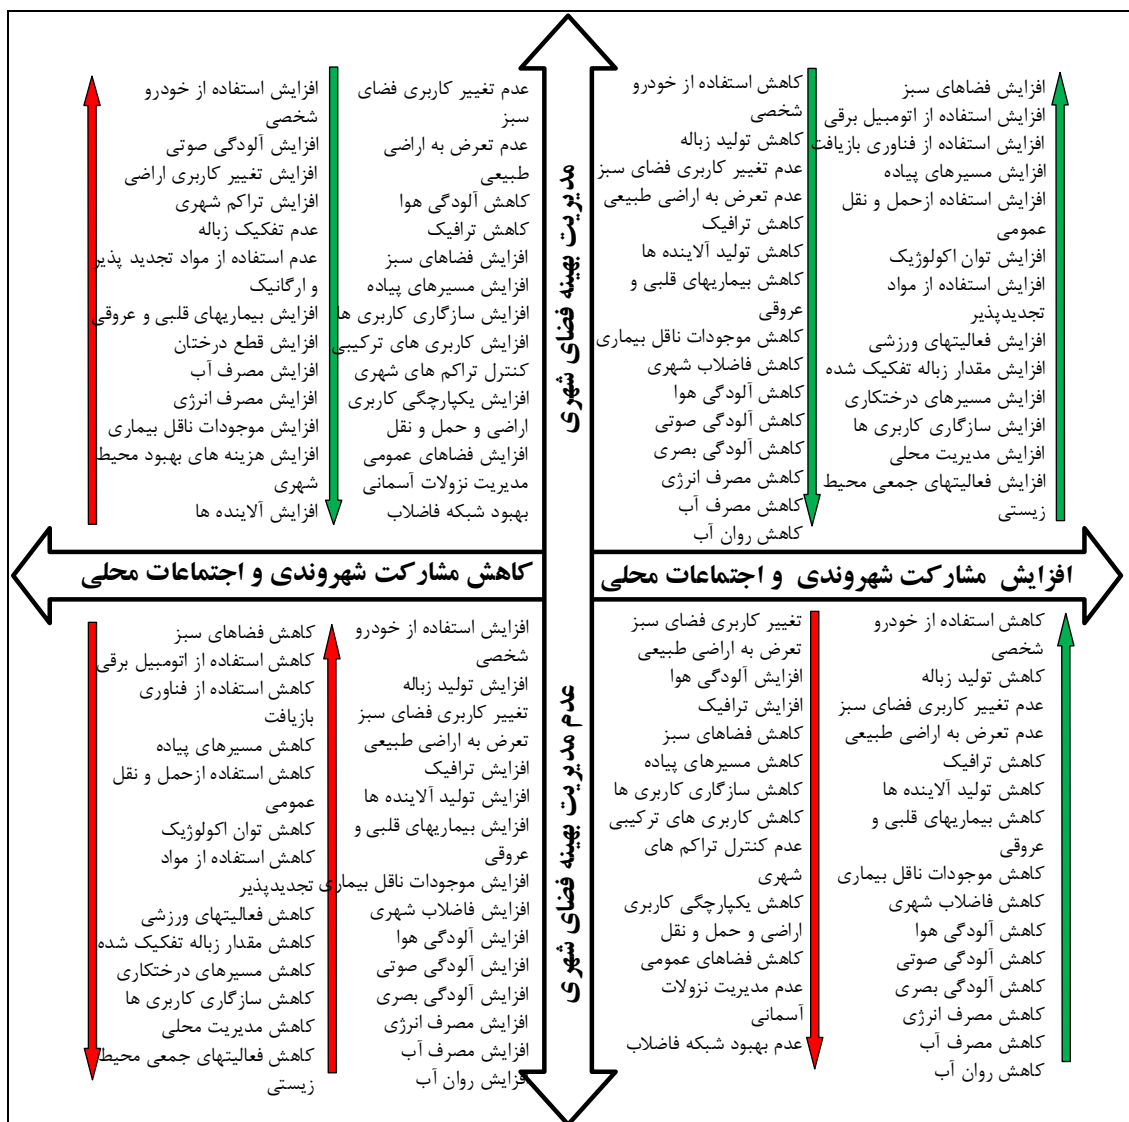 افزایش فضاهای سبز
افزایش استفاده از اتومبیل برقی
افزایش استفاده از فناوری بازیافت
افزایش مسیرهای پیاده
افزایش استفاده ازحمل و نقل
عمومی
افزایش توان اکولوژیک
افزایش استفاده از مواد
تجدیدپذیر
افزایش فعالیتهای ورزشی
افزایش مقدار زباله تفکیک شده
افزایش مسیرهای درختکاری
افزایش سازگاری کاربری ها
افزایش مدیریت محلی
افزایش فعالیتهای جمعی محیط
زیستی
کاهش استفاده از خودرو
شخصی
کاهش تولید زباله
عدم تغییر کاربری فضای سبز
عدم تعرض به اراضی طبیعی
کاهش ترافیک
کاهش تولید آلاینده ها
کاهش بیماریهای قلبی و
عروقی
کاهش موجودات ناقل بیماری
کاهش فاضلاب شهری
کاهش آلودگی هوا
کاهش آلودگی صوتی
کاهش آلودگی بصری
کاهش مصرف انرژی
کاهش مصرف آب
کاهش روان آب
مدیریت بهینه فضای شهری
عدم تغییر کاربری فضای
سبز
عدم تعرض به اراضی
طبیعی
کاهش آلودگی هوا
کاهش ترافیک
افزایش فضاهای سبز
افزایش مسیرهای پیاده
افزایش سازگاری کاربری ها
افزایش کاربری های ترکیبی
کنترل تراکم های شهری
افزایش یکپارچگی کاربری
اراضی و حمل و نقل
افزایش فضاهای عمومی
مدیریت نزولات آسمانی
بهبود شبکه فاضلاب
افزایش استفاده از خودرو
شخصی
افزایش آلودگی صوتی
افزایش تغییر کاربری اراضی
افزایش تراکم شهری
عدم تفکیک زباله
عدم استفاده از مواد تجدید پذیر
و ارگانیک
افزایش بیماریهای قلبی و عروقی
افزایش قطع درختان
افزایش مصرف آب
افزایش مصرف انرژی
افزایش موجودات ناقل بیماری
افزایش هزینه های بهبود محیط
شهری
افزایش آلاینده ها
افزایش مشارکت شهروندی و اجتماعات محلی
کاهش مشارکت شهروندی و اجتماعات محلی
کاهش استفاده از خودرو
شخصی
کاهش تولید زباله
عدم تغییر کاربری فضای سبز
عدم تعرض به اراضی طبیعی
کاهش ترافیک
کاهش تولید آلاینده ها
کاهش بیماریهای قلبی و
عروقی
کاهش موجودات ناقل بیماری
کاهش فاضلاب شهری
کاهش آلودگی هوا
کاهش آلودگی صوتی
کاهش آلودگی بصری
کاهش مصرف انرژی
کاهش مصرف آب
کاهش روان آب
تغییر کاربری فضای سبز
تعرض به اراضی طبیعی
افزایش آلودگی هوا
افزایش ترافیک
کاهش فضاهای سبز
کاهش مسیرهای پیاده
کاهش سازگاری کاربری ها
کاهش کاربری های ترکیبی
عدم کنترل تراکم های
شهری
کاهش یکپارچگی کاربری
اراضی و حمل و نقل
کاهش فضاهای عمومی
عدم مدیریت نزولات
آسمانی
عدم بهبود شبکه فاضلاب
عدم مدیریت بهینه فضای شهری
افزایش استفاده از خودرو
شخصی
افزایش تولید زباله
تغییر کاربری فضای سبز
تعرض به اراضی طبیعی
افزایش ترافیک
افزایش تولید آلاینده ها
افزایش بیماریهای قلبی و
عروقی
افزایش موجودات ناقل بیماری
افزایش فاضلاب شهری
افزایش آلودگی هوا
افزایش آلودگی صوتی
افزایش آلودگی بصری
افزایش مصرف انرژی
افزایش مصرف آب
افزایش روان آب
کاهش فضاهای سبز
کاهش استفاده از اتومبیل برقی
کاهش استفاده از فناوری
بازیافت
کاهش مسیرهای پیاده
کاهش استفاده ازحمل و نقل
عمومی
کاهش توان اکولوژیک
کاهش استفاده از مواد
تجدیدپذیر
کاهش فعالیتهای ورزشی
کاهش مقدار زباله تفکیک شده
کاهش مسیرهای درختکاری
کاهش سازگاری کاربری ها
کاهش مدیریت محلی
کاهش فعالیتهای جمعی محیط
زیستی